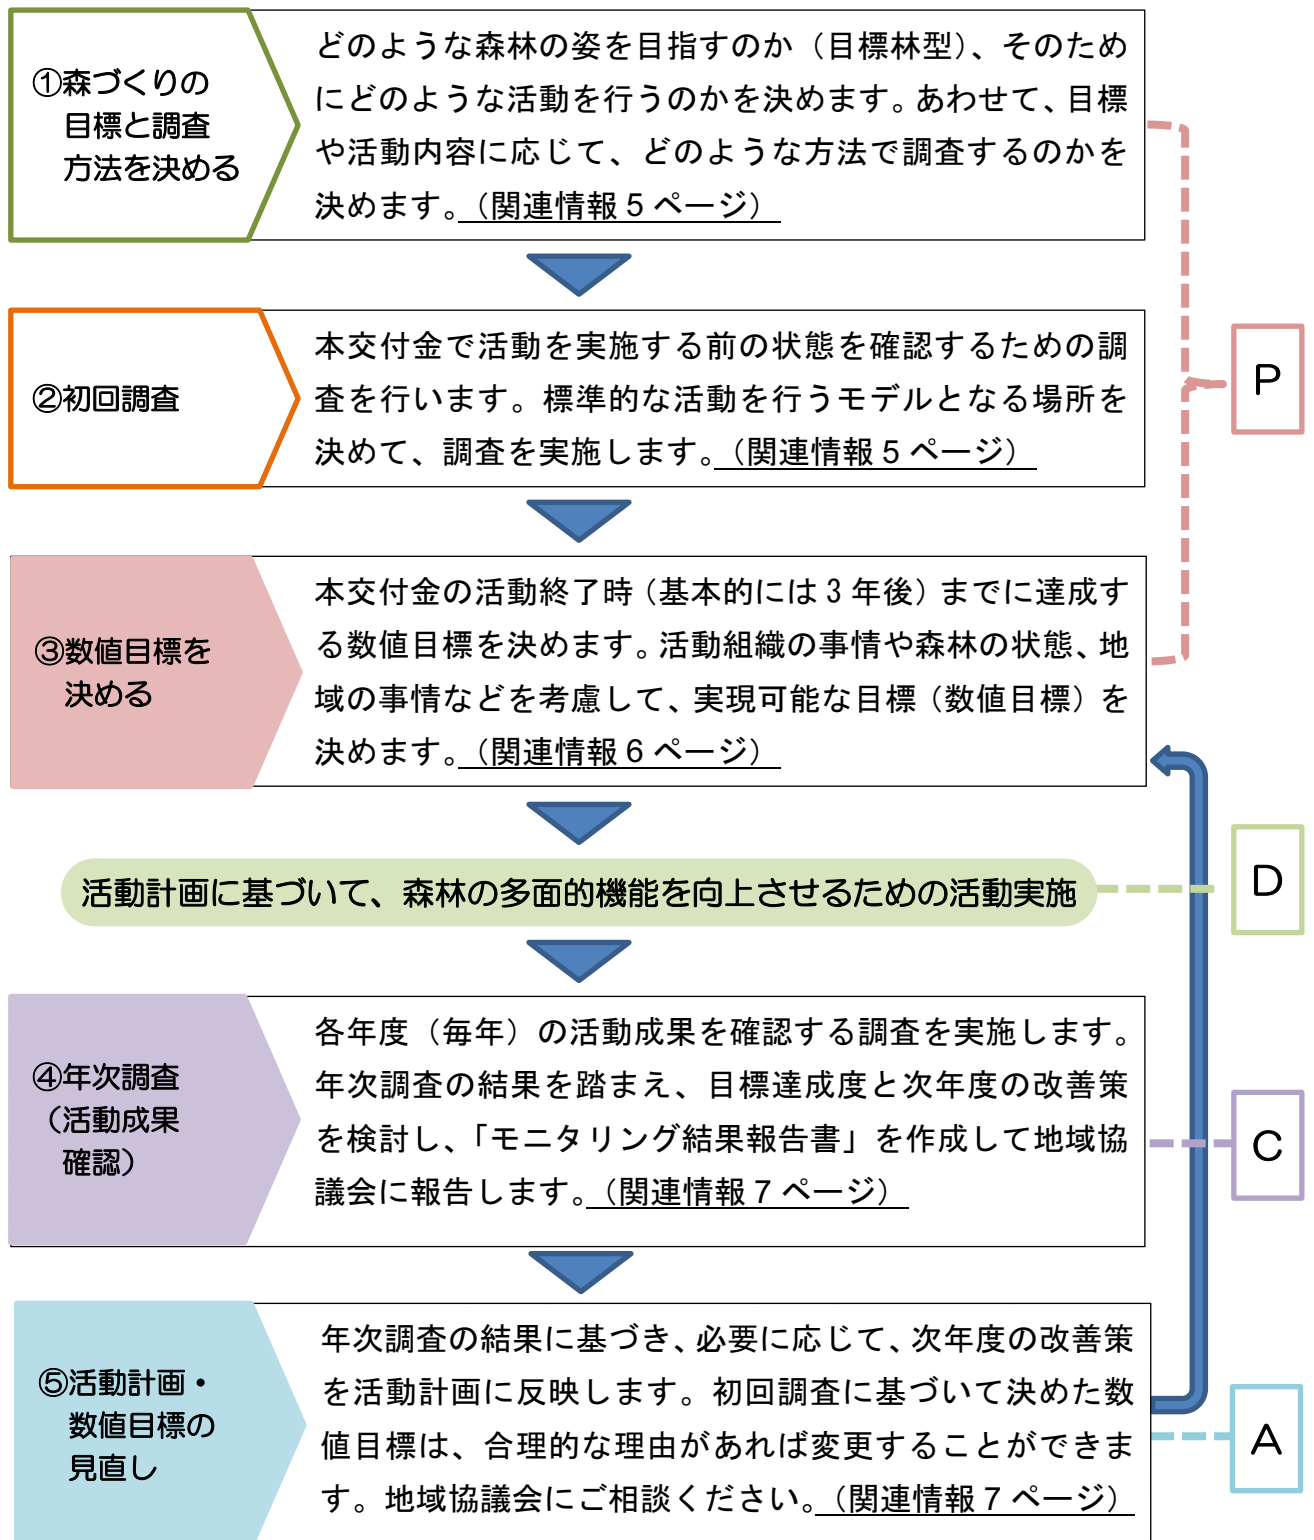 ①森づくりの
目標と調査
方法を決める
どのような森林の姿を目指すのか（目標林型）、そのため
にどのような活動を行うのかを決めます。あわせて、目標
や活動内容に応じて、どのような方法で調査するのかを
決めます。（関連情報５ページ）
②初回調査
本交付金で活動を実施する前の状態を確認するための調
査を行います。標準的な活動を行うモデルとなる場所を
決めて、調査を実施します。（関連情報５ページ）
P
③数値目標を
決める
本交付金の活動終了時（基本的には３年後）までに達成す
る数値目標を決めます。活動組織の事情や森林の状態、地
域の事情などを考慮して、実現可能な目標（数値目標）を
決めます。（関連情報６ページ）
活動計画に基づいて、森林の多面的機能を向上させるための活動実施
D
④年次調査
（活動成果
確認）
各年度（毎年）の活動成果を確認する調査を実施します。
年次調査の結果を踏まえ、目標達成度と次年度の改善策
を検討し、「モニタリング結果報告書」を作成して地域協
議会に報告します。（関連情報７ページ）
C
⑤活動計画・
数値目標の
見直し
年次調査の結果に基づき、必要に応じて、次年度の改善策
を活動計画に反映します。初回調査に基づいて決めた数
値目標は、合理的な理由があれば変更することができま
す。地域協議会にご相談ください。（関連情報７ページ）
A